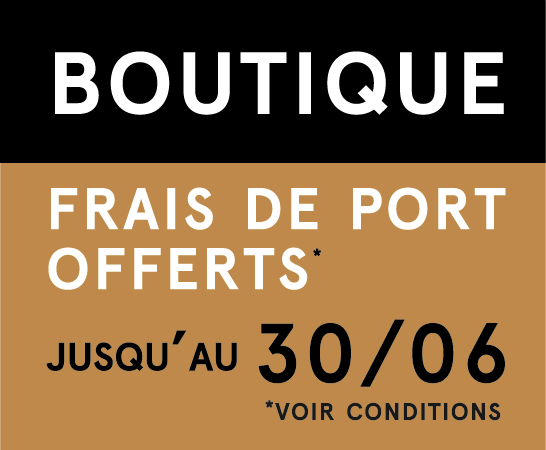 BOUTIQUE
FRAIS DE PORT
OFFERTS*
JUSQU'AU 30/06
*VOIR CONDITIONS